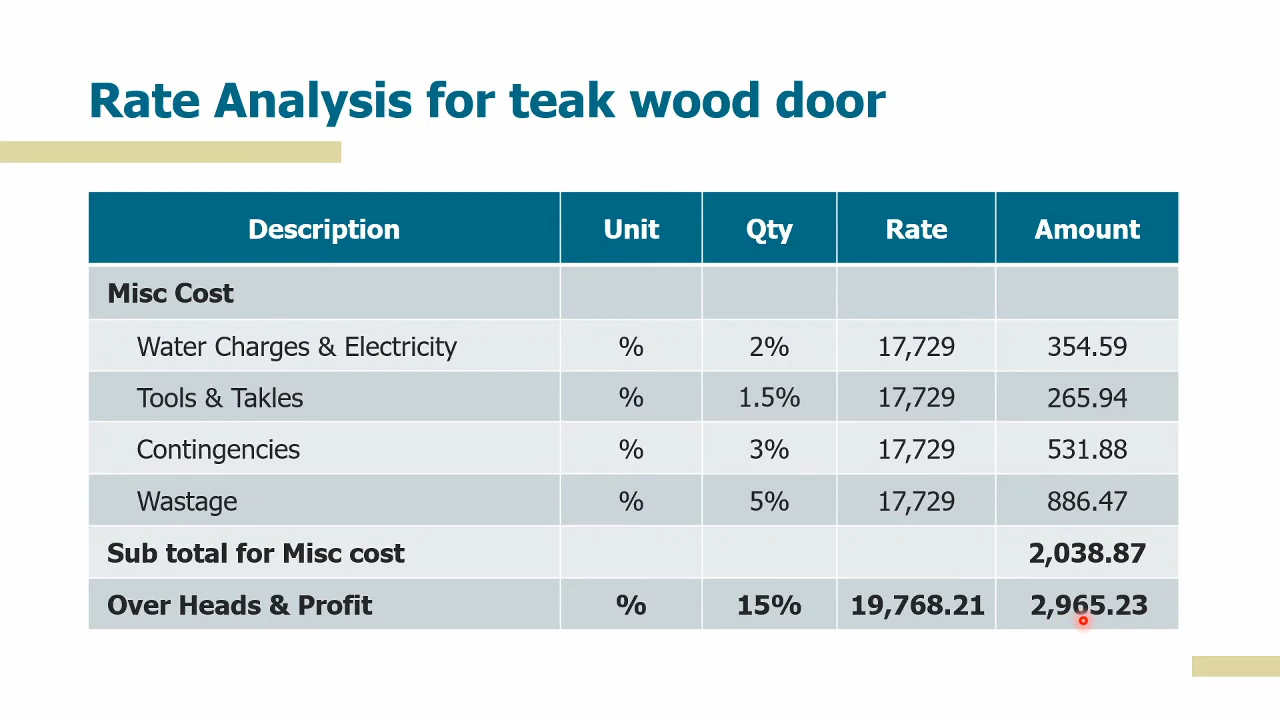 Rate Analysis for teak wood door
Description Unit Qty Rate Amount
Misc Cost
Water Charges & Electricity % 2% 17,729 354.59
Tools & Takles % 1.5% 17,729 265.94
Contingencies % 3% 17,729 531.88
Wastage % 5% 17,729 886.47
Sub total for Misc cost 2,038.87
Over Heads & Profit % 15% 19,768.21 2,965.23